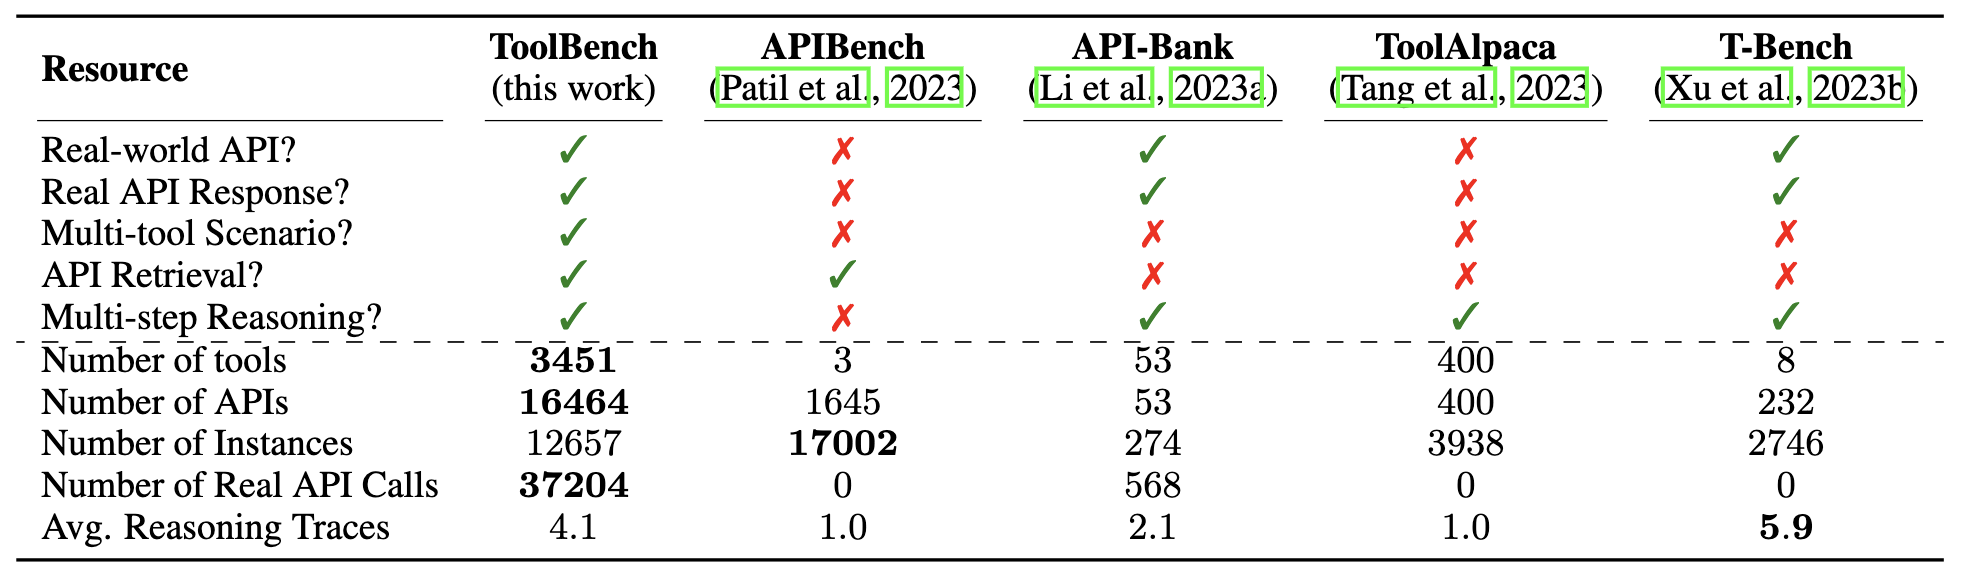 Resource ToolBench (this work) APIBench (Patil et al., 2023) API-Bank (Li et al., 2023a) ToolAlpaca (Tang et al., 2023) T-Bench (Xu et al., 2023b)
Real-world API? ✓ ✗ ✓ ✗ ✓
Real API Response? ✓ ✗ ✓ ✗ ✓
Multi-tool Scenario? ✓ ✗ ✗ ✗ ✗
API Retrieval? ✓ ✓ ✗ ✗ ✗
Multi-step Reasoning? ✓ ✗ ✓ ✓ ✓
Number of tools 3451 3 53 400 8
Number of APIs 16464 1645 53 400 232
Number of Instances 12657 17002 274 3938 2746
Number of Real API Calls 37204 0 568 0 0
Avg. Reasoning Traces 4.1 1.0 2.1 1.0 5.9